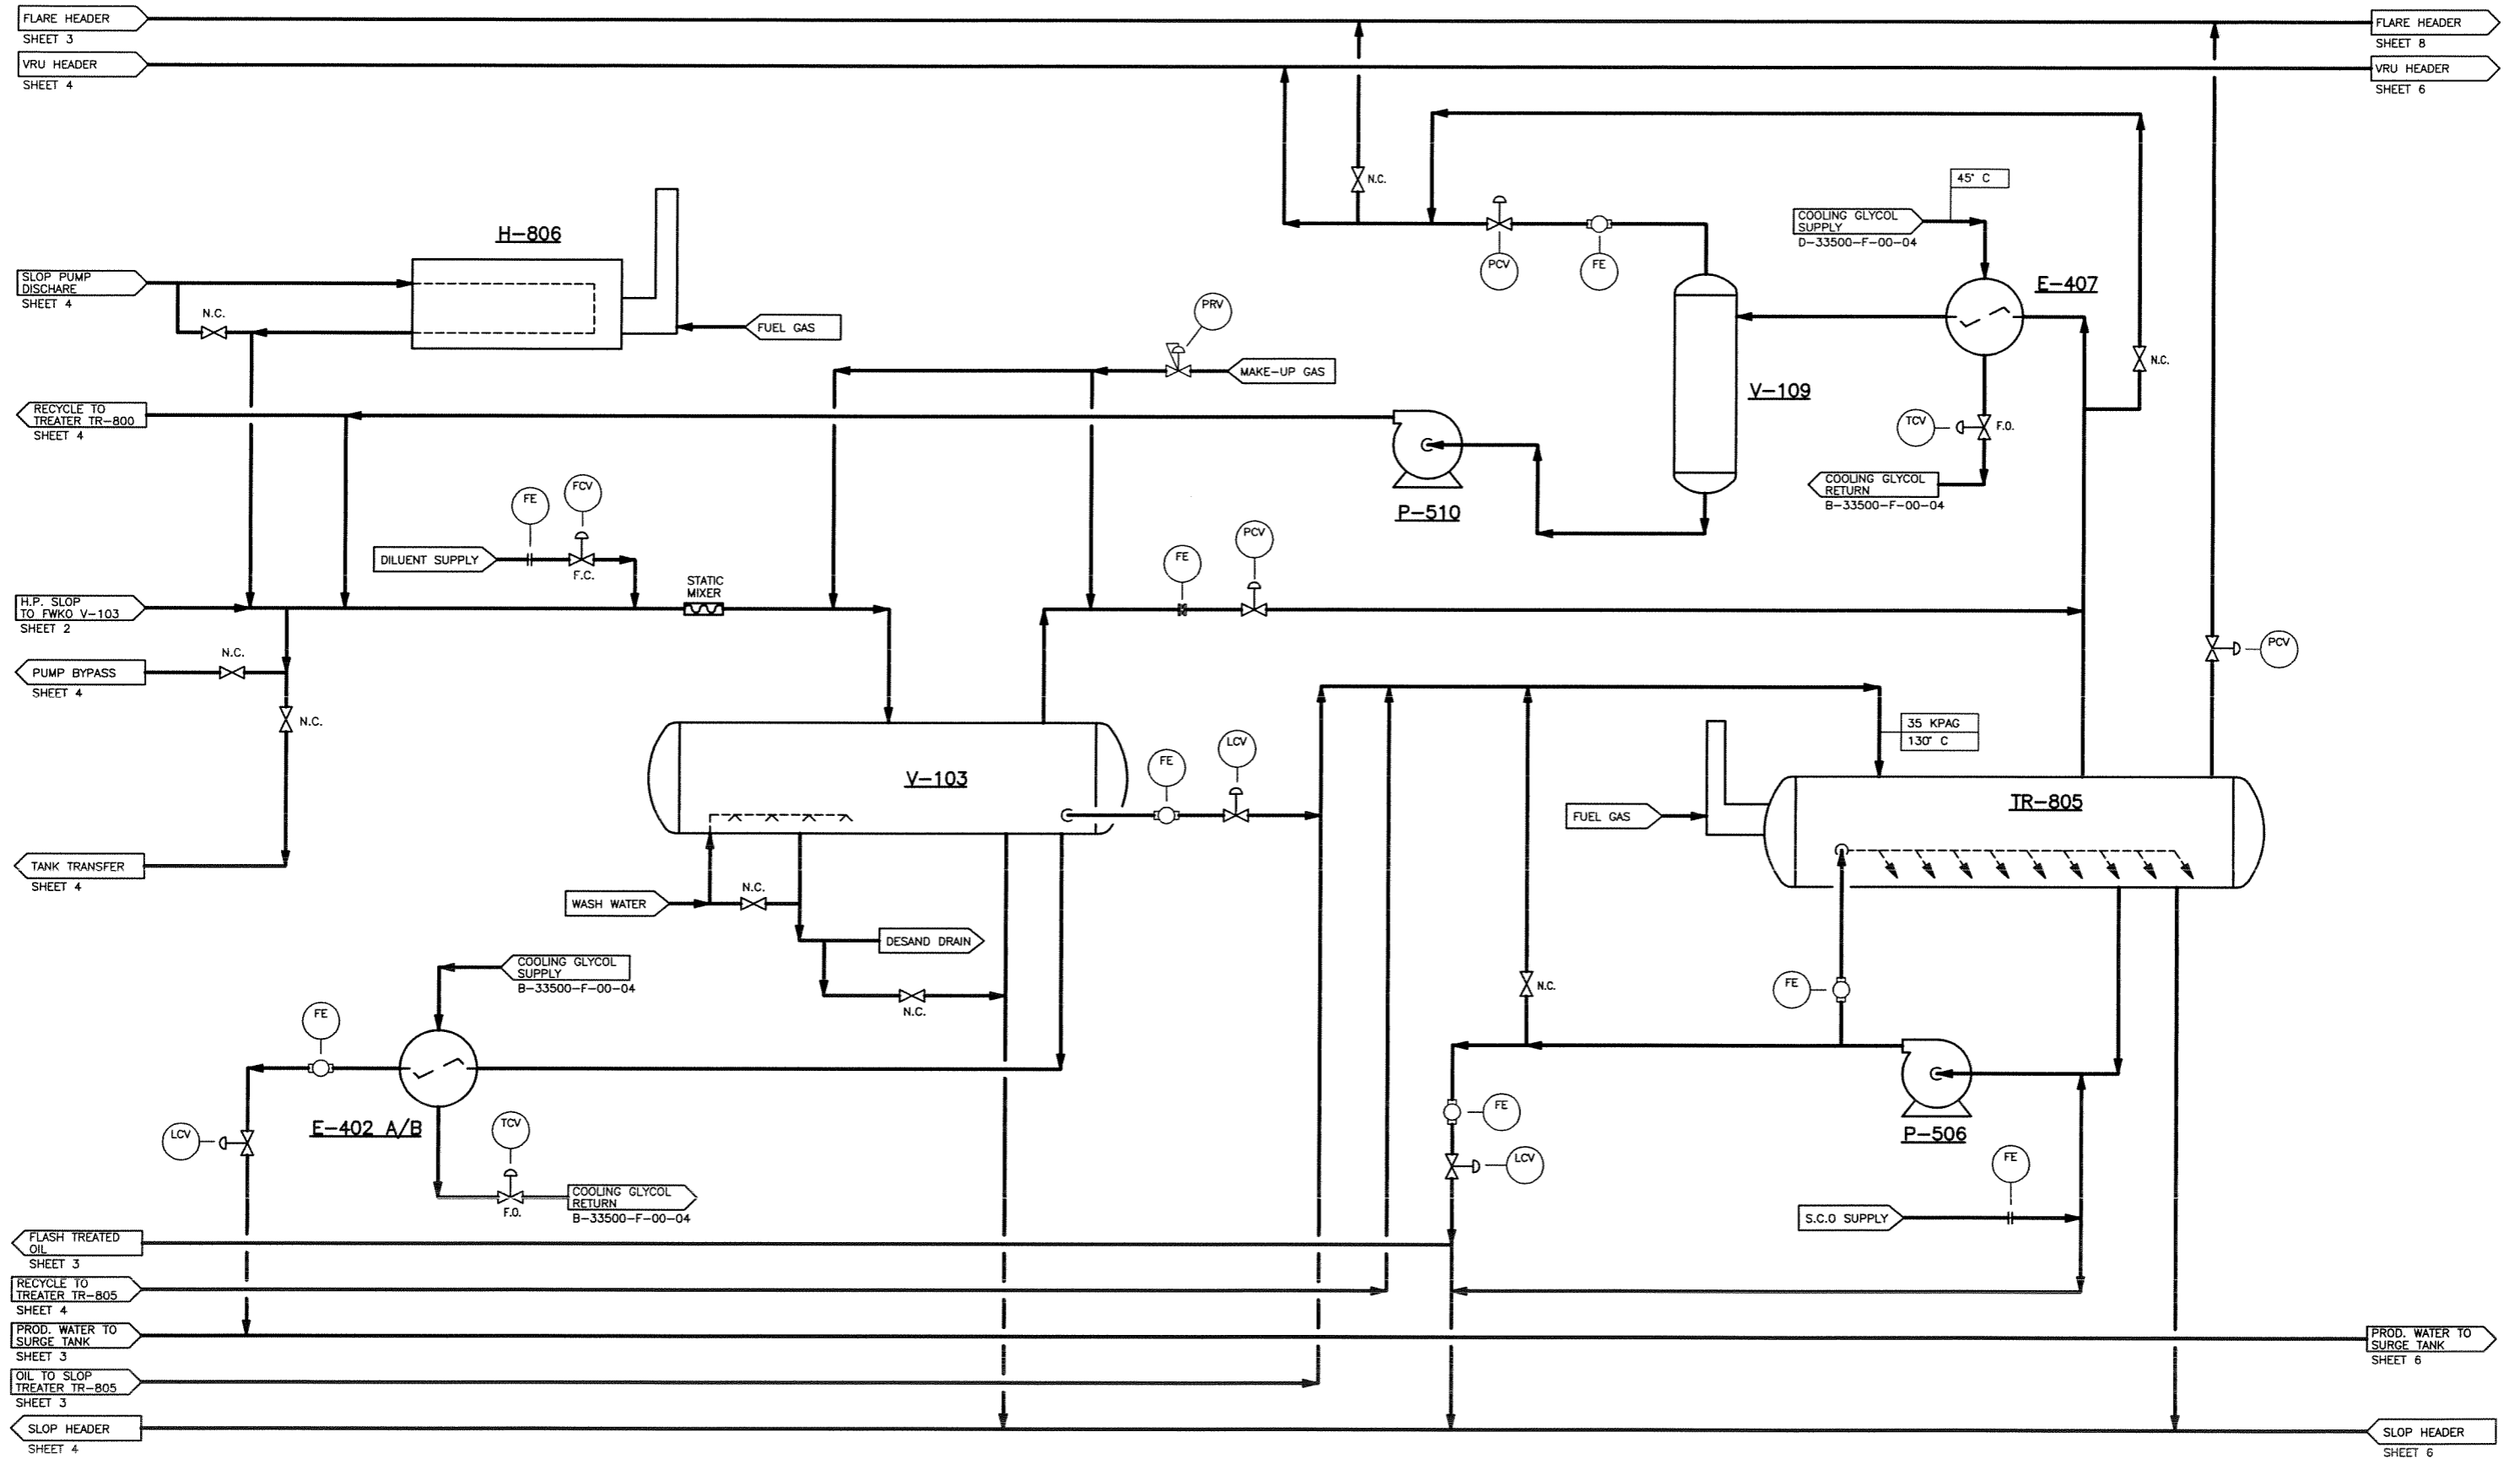 FLARE HEADER
SHEET 3
FLARE HEADER
SHEET 8
VRU HEADER
SHEET 4
VRU HEADER
SHEET 6
N.C.
45° C
COOLING GLYCOL
SUPPLY
D-33500-F-00-04
H-806
PCV
FE
E-407
SLOP PUMP
DISCHARE
SHEET 4
N.C.
FUEL GAS
PRV
MAKE-UP GAS
N.C.
V-109
RECYCLE TO
TREATER TR-800
SHEET 4
TCV
F.O.
COOLING GLYCOL
RETURN
B-33500-F-00-04
P-510
FE
FCV
DILUENT SUPPLY
F.C.
STATIC
MIXER
FE
PCV
H.P. SLOP
TO FWKO V-103
SHEET 2
N.C.
PUMP BYPASS
SHEET 4
N.C.
PCV
35 KPAG
130° C
V-103
FE
LCV
FUEL GAS
TR-805
TANK TRANSFER
SHEET 4
WASH WATER
N.C.
DESAND DRAIN
N.C.
COOLING GLYCOL
SUPPLY
B-33500-F-00-04
FE
N.C.
FE
E-402 A/B
LCV
TCV
F.O.
COOLING GLYCOL
RETURN
B-33500-F-00-04
FE
LCV
P-506
FE
S.C.O SUPPLY
FLASH TREATED
OIL
SHEET 3
RECYCLE TO
TREATER TR-805
SHEET 4
PROD. WATER TO
SURGE TANK
SHEET 3
PROD. WATER TO
SURGE TANK
SHEET 6
OIL TO SLOP
TREATER TR-805
SHEET 3
SLOP HEADER
SHEET 4
SLOP HEADER
SHEET 6